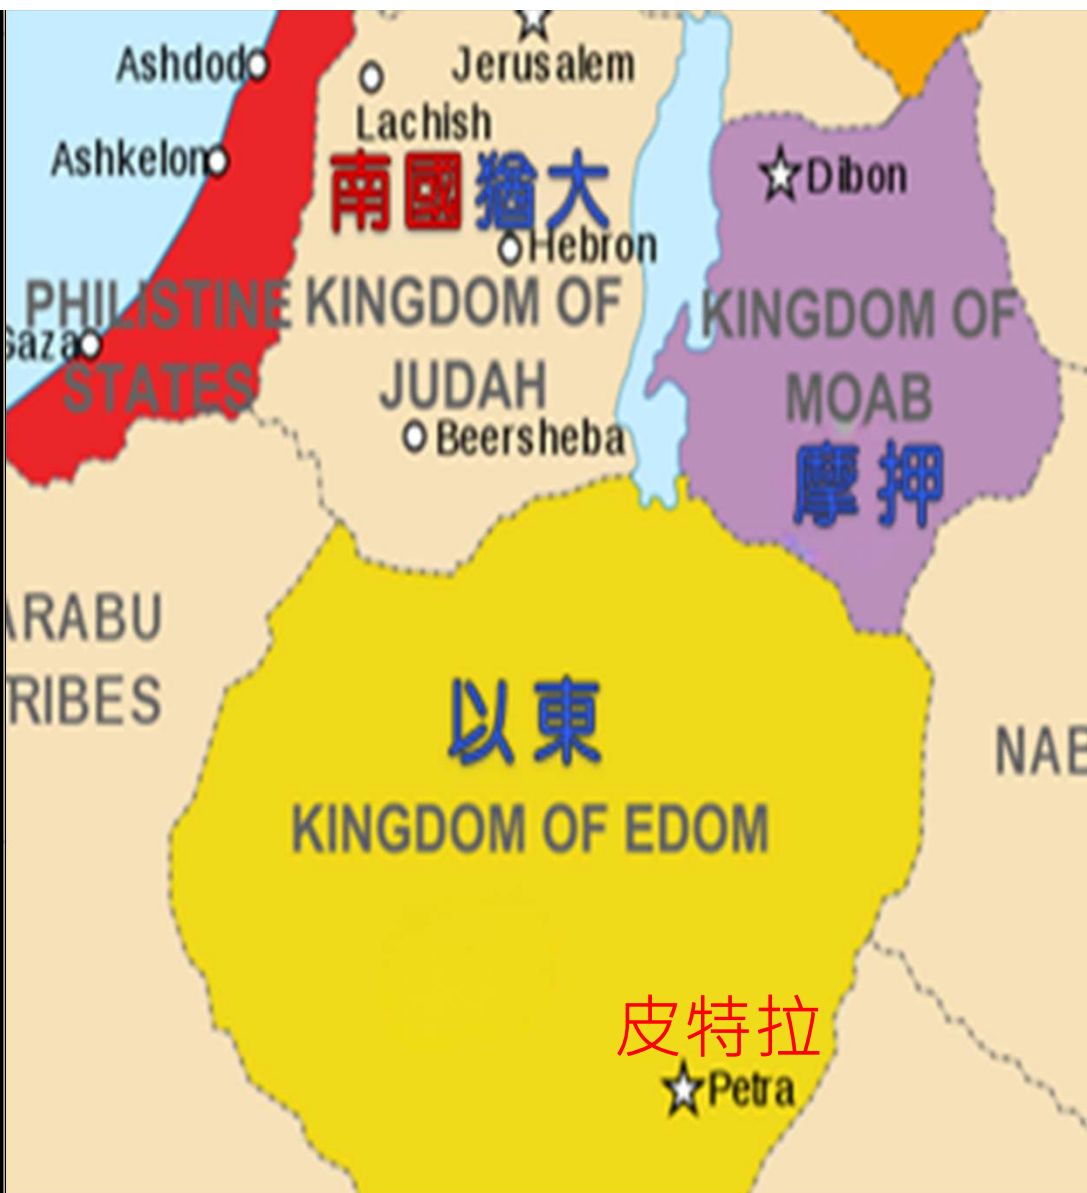 Ashdod
Jerusalem
Lachish
Ashkelon
南國猶大
Dibon
Hebron
PHILISTINE
STATES
KINGDOM OF
JUDAH
KINGDOM OF
MOAB
摩押
Gaza
Beersheba
ARABU
TRIBES
以東
NAB
KINGDOM OF EDOM
皮特拉
Petra